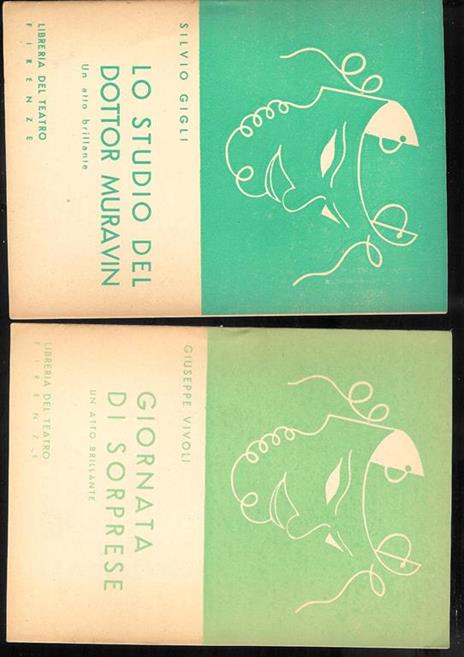 SILVIO GIGLI
LO STUDIO DEL
DOTTOR MURAVIN
Un atto brillante
LIBRERIA DEL TEATRO
FIRENZE
GIUSEPPE VIVOLI
GIORNATA
DI SORPRESE
UN ATTO BRILLANTE
LIBRERIA DEL TEATRO
FIRENZE